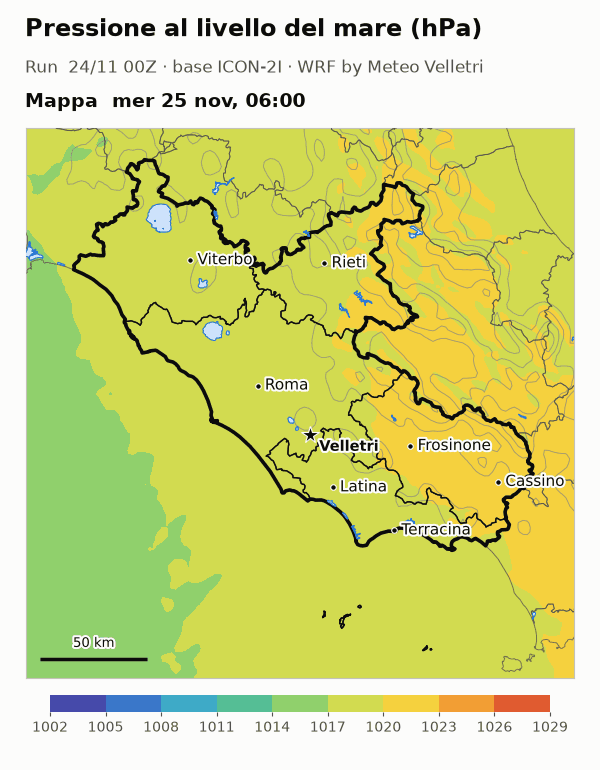 Pressione al livello del mare (hPa)
Run  24/11 00Z · base ICON-2I · WRF by Meteo Velletri
Mappa  mer 25 nov, 06:00
Viterbo
Rieti
Roma
Velletri
Frosinone
Cassino
Latina
Terracina
50 km
1002 1005 1008 1011 1014 1017 1020 1023 1026 1029